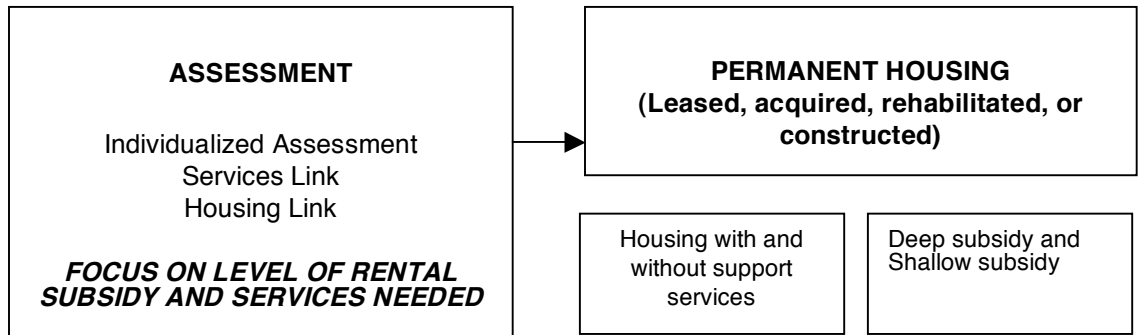 ASSESSMENT
Individualized Assessment
Services Link
Housing Link
FOCUS ON LEVEL OF RENTAL
SUBSIDY AND SERVICES NEEDED
PERMANENT HOUSING
(Leased, acquired, rehabilitated, or
constructed)
Housing with and
without support
services
Deep subsidy and
Shallow subsidy